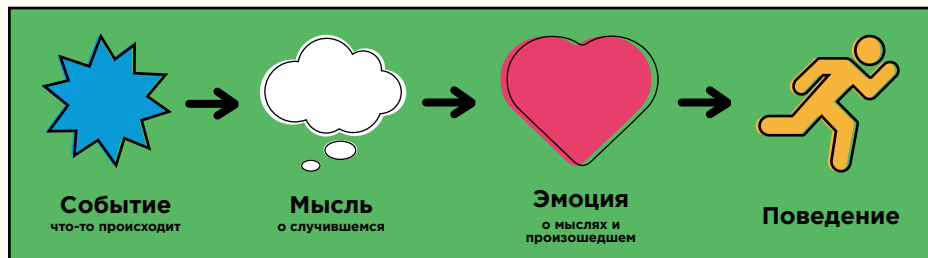 Событие
что-то происходит
Мысль
о случившемся
Эмоция
о мыслях и
произошедшем
Поведение